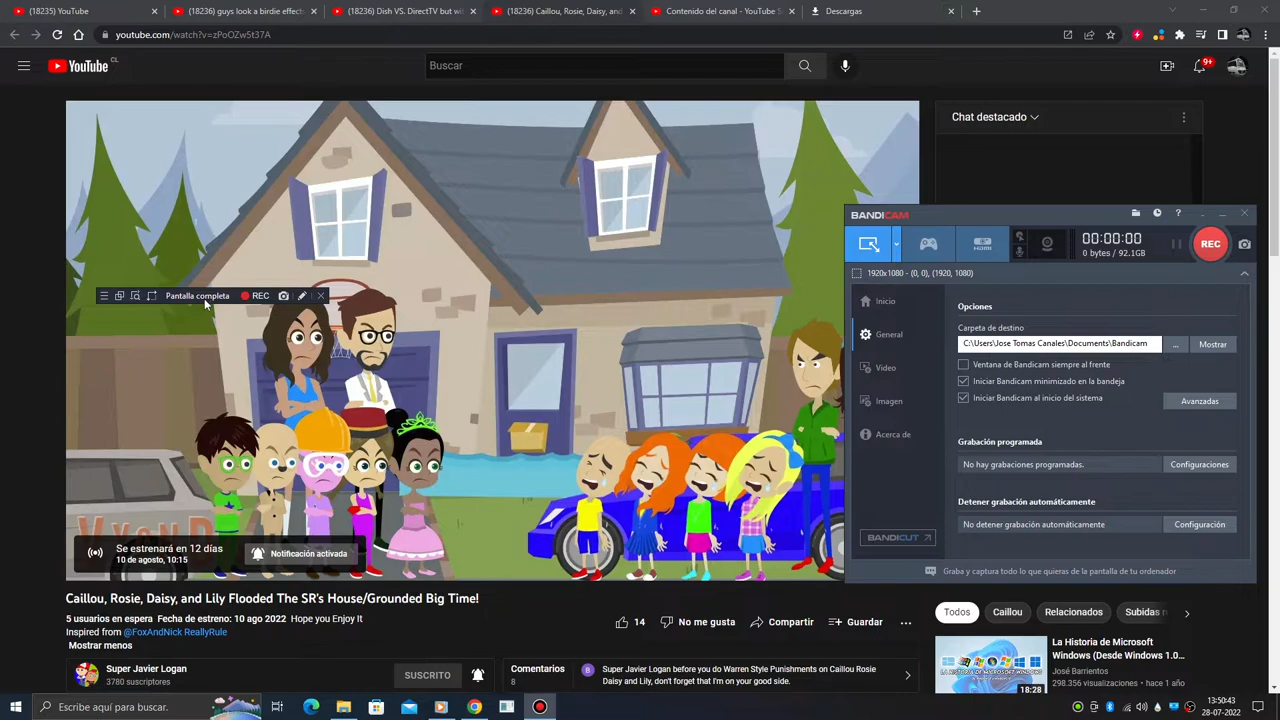 (18235) YouTube
(18236) guys look a birdie effects
(18236) Dish VS. DirectTV but wi
(18236) Caillou, Rosie, Daisy, and
Contenido del canal - YouTube S
Descargas
youtube.com/watch?v=zPoOZw5t37A
YouTube CL
Buscar
9+
Chat destacado
BANDICAM
00:00:00
0 bytes / 92.1GB
REC
HDMI
1920x1080 - (0, 0), (1920, 1080)
Pantalla completa
REC
Inicio
General
Video
Imagen
Acerca de
BANDICUT
Opciones
Carpeta de destino
C:\Users\Jose Tomas Canales\Documents\Bandicam
...
Mostrar
Ventana de Bandicam siempre al frente
Iniciar Bandicam minimizado en la bandeja
Iniciar Bandicam al inicio del sistema
Avanzadas
Grabación programada
No hay grabaciones programadas.
Configuraciones
Detener grabación automáticamente
No detener grabación automáticamente
Configuración
Graba y captura todo lo que quieras de la pantalla de tu ordenador
Se estrenará en 12 días
10 de agosto, 10:15
Notificación activada
Caillou, Rosie, Daisy, and Lily Flooded The SR's House/Grounded Big Time!
5 usuarios en espera Fecha de estreno: 10 ago 2022 Hope you Enjoy It
Inspired from @FoxAndNick ReallyRule
Mostrar menos
14
No me gusta
Compartir
Guardar
Super Javier Logan
3780 suscriptores
SUSCRITO
Comentarios
8
B
Super Javier Logan before you do Warren Style Punishments on Caillou Rosie
Daisy and Lily, don't forget that I'm on your good side.
Todos
Caillou
Relacionados
Subidas
LA HISTORIA DE MICROSOFT
WINDOWS
18:28
La Historia de Microsoft
Windows (Desde Windows 1.0...
José Barrientos
298.356 visualizaciones • hace 1 año
Escribe aquí para buscar.
13:50:43
28-07-2022